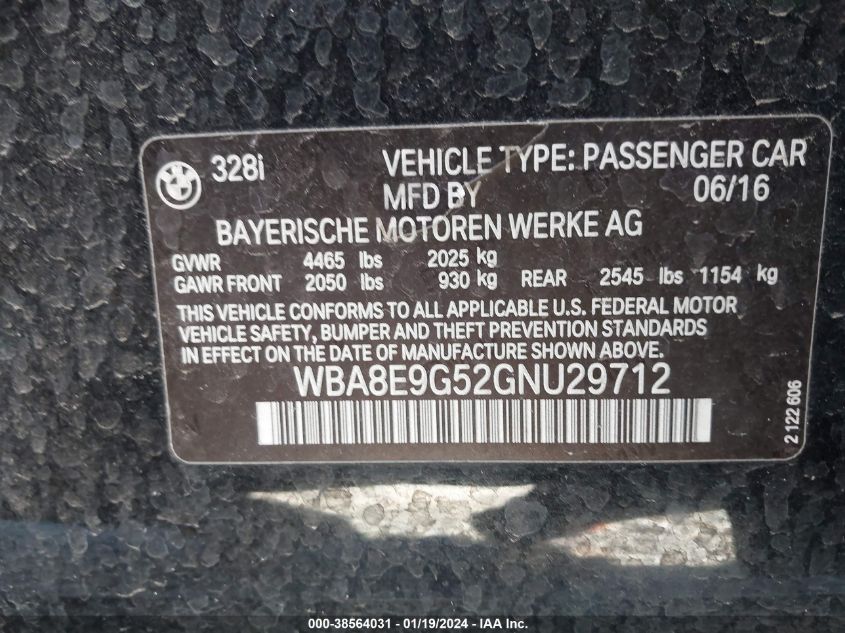 328i VEHICLE TYPE: PASSENGER CAR
MFD BY 06/16
BAYERISCHE MOTOREN WERKE AG
GVWR 4465 lbs 2025 kg
GAWR FRONT 2050 lbs 930 kg REAR 2545 lbs 1154 kg
THIS VEHICLE CONFORMS TO ALL APPLICABLE U.S. FEDERAL MOTOR
VEHICLE SAFETY, BUMPER AND THEFT PREVENTION STANDARDS
IN EFFECT ON THE DATE OF MANUFACTURE SHOWN ABOVE.
WBA8E9G52GNU29712
2 122 606
000-38564031 - 01/19/2024 - IAA Inc.